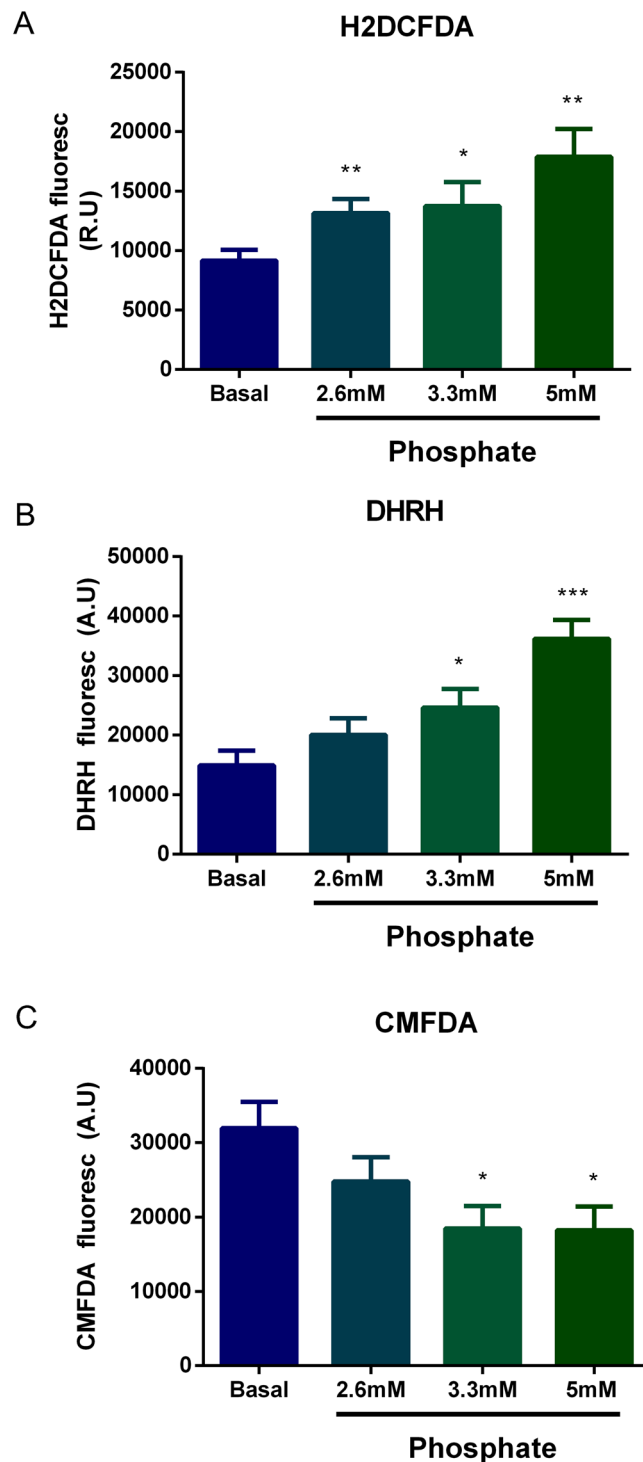 A
H2DCFDA
H2DCFDA fluoresc
(R.U)
25000
20000
15000
10000
5000
0
**
*
**
Basal
2.6mM
3.3mM
5mM
Phosphate
B
DHRH
DHRH fluoresc (A.U)
50000
40000
30000
20000
10000
0
*
***
Basal
2.6mM
3.3mM
5mM
Phosphate
C
CMFDA
CMFDA fluoresc (A.U)
40000
30000
20000
10000
0
*
*
Basal
2.6mM
3.3mM
5mM
Phosphate